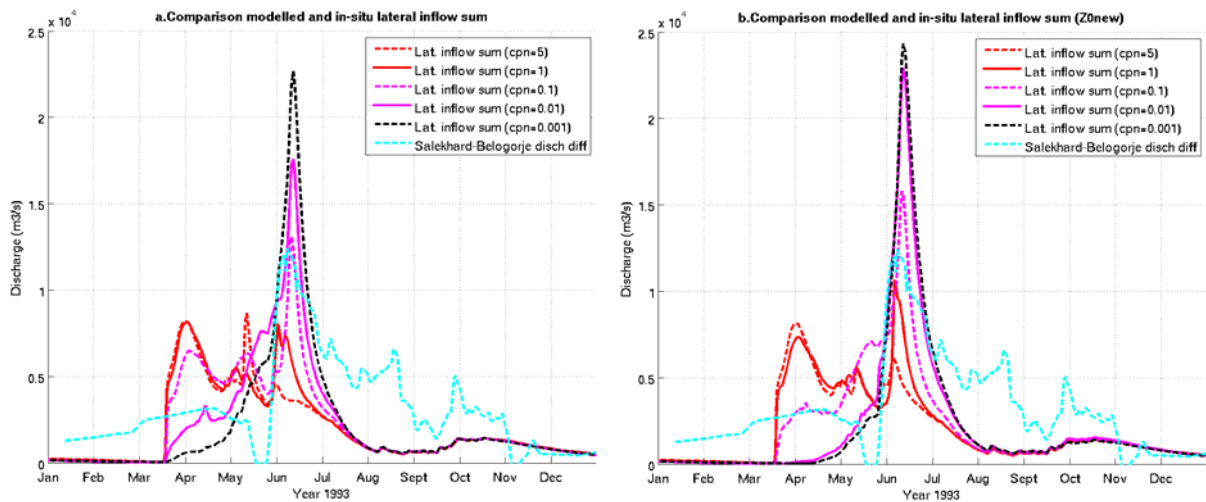 a.Comparison modelled and in-situ lateral inflow sum
x 10⁴
2.5
2
1.5
1
0.5
0
Discharge (m3/s)
Lat. inflow sum (cpn=5)
Lat. inflow sum (cpn=1)
Lat. inflow sum (cpn=0.1)
Lat. inflow sum (cpn=0.01)
Lat. inflow sum (cpn=0.001)
Salekhard-Belogorje disch diff
Jan Feb Mar Apr May Jun Jul Aug Sept Oct Nov Dec
Year 1993
b.Comparison modelled and in-situ lateral inflow sum (Z0new)
x 10⁴
2.5
2
1.5
1
0.5
0
Discharge (m3/s)
Lat. inflow sum (cpn=5)
Lat. inflow sum (cpn=1)
Lat. inflow sum (cpn=0.1)
Lat. inflow sum (cpn=0.01)
Lat. inflow sum (cpn=0.001)
Salekhard-Belogorje disch diff
Jan Feb Mar Apr May Jun Jul Aug Sept Oct Nov Dec
Year 1993